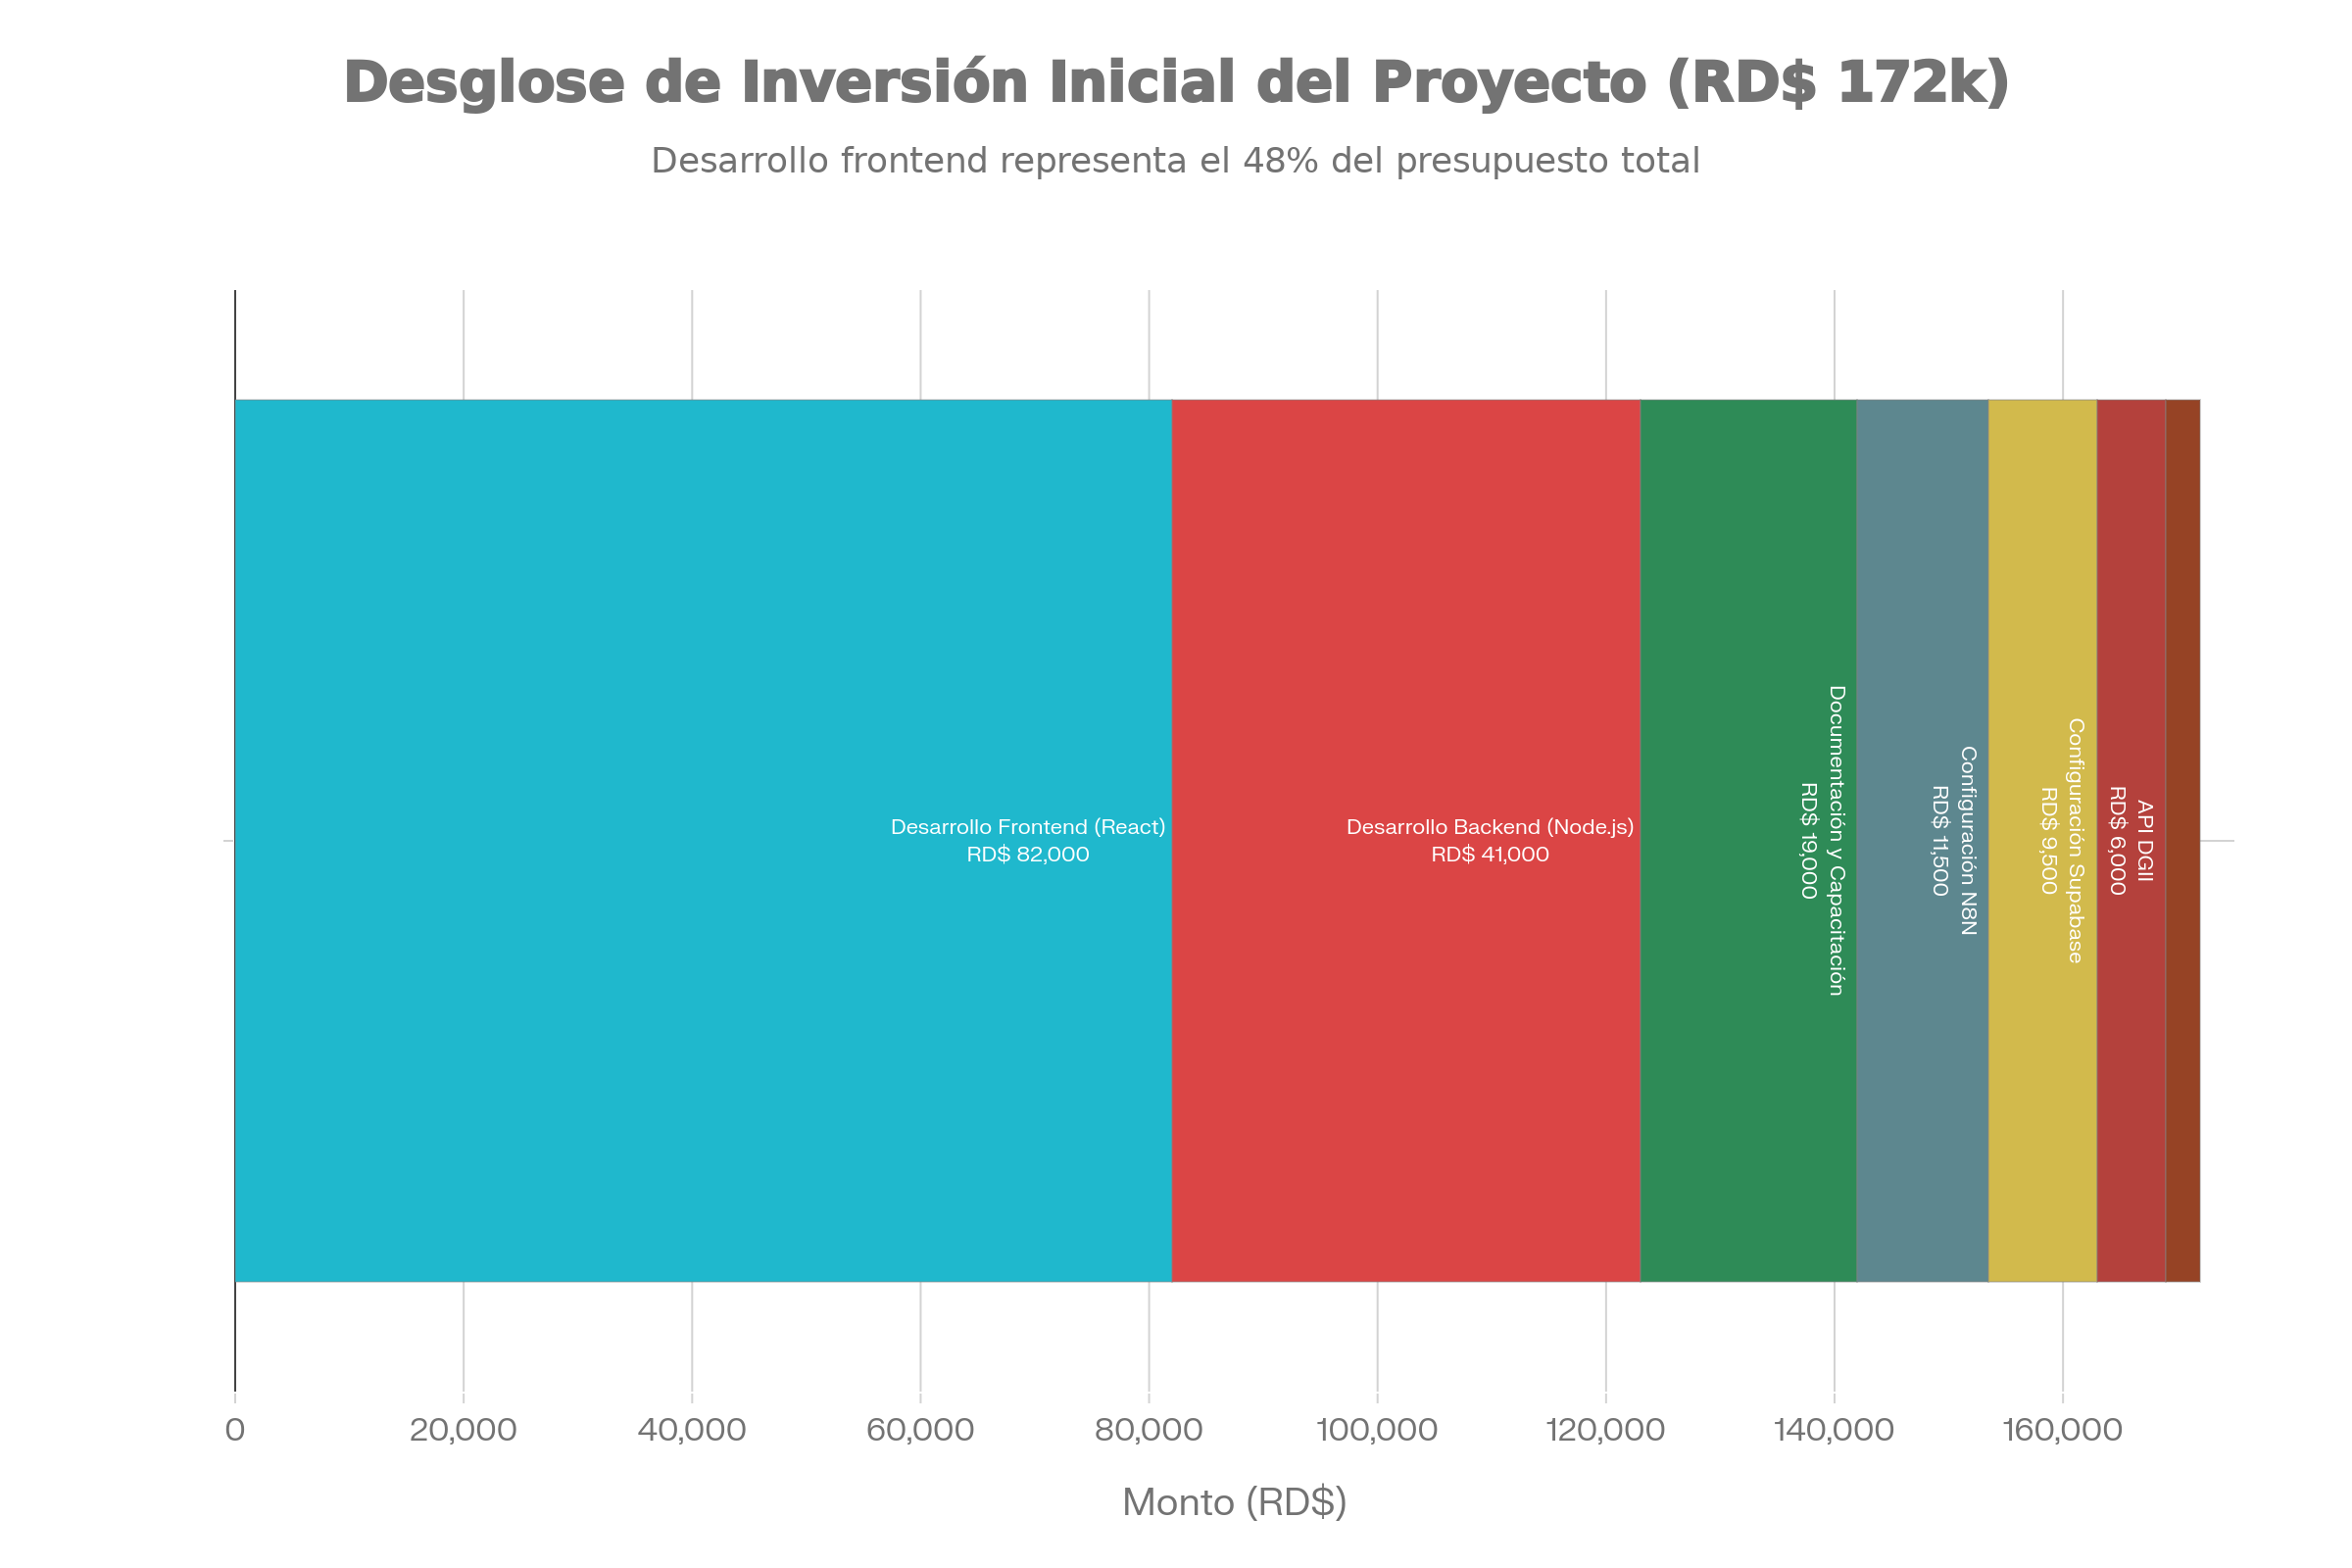 Desglose de Inversión Inicial del Proyecto (RD$ 172k)
Desarrollo frontend representa el 48% del presupuesto total
Desarrollo Frontend (React)
RD$ 82,000
Desarrollo Backend (Node.js)
RD$ 41,000
Documentación y Capacitación
RD$ 19,000
Configuración N8N
RD$ 11,500
Configuración Supabase
RD$ 9,500
API DGII
RD$ 6,000
0
20,000
40,000
60,000
80,000
100,000
120,000
140,000
160,000
Monto (RD$)